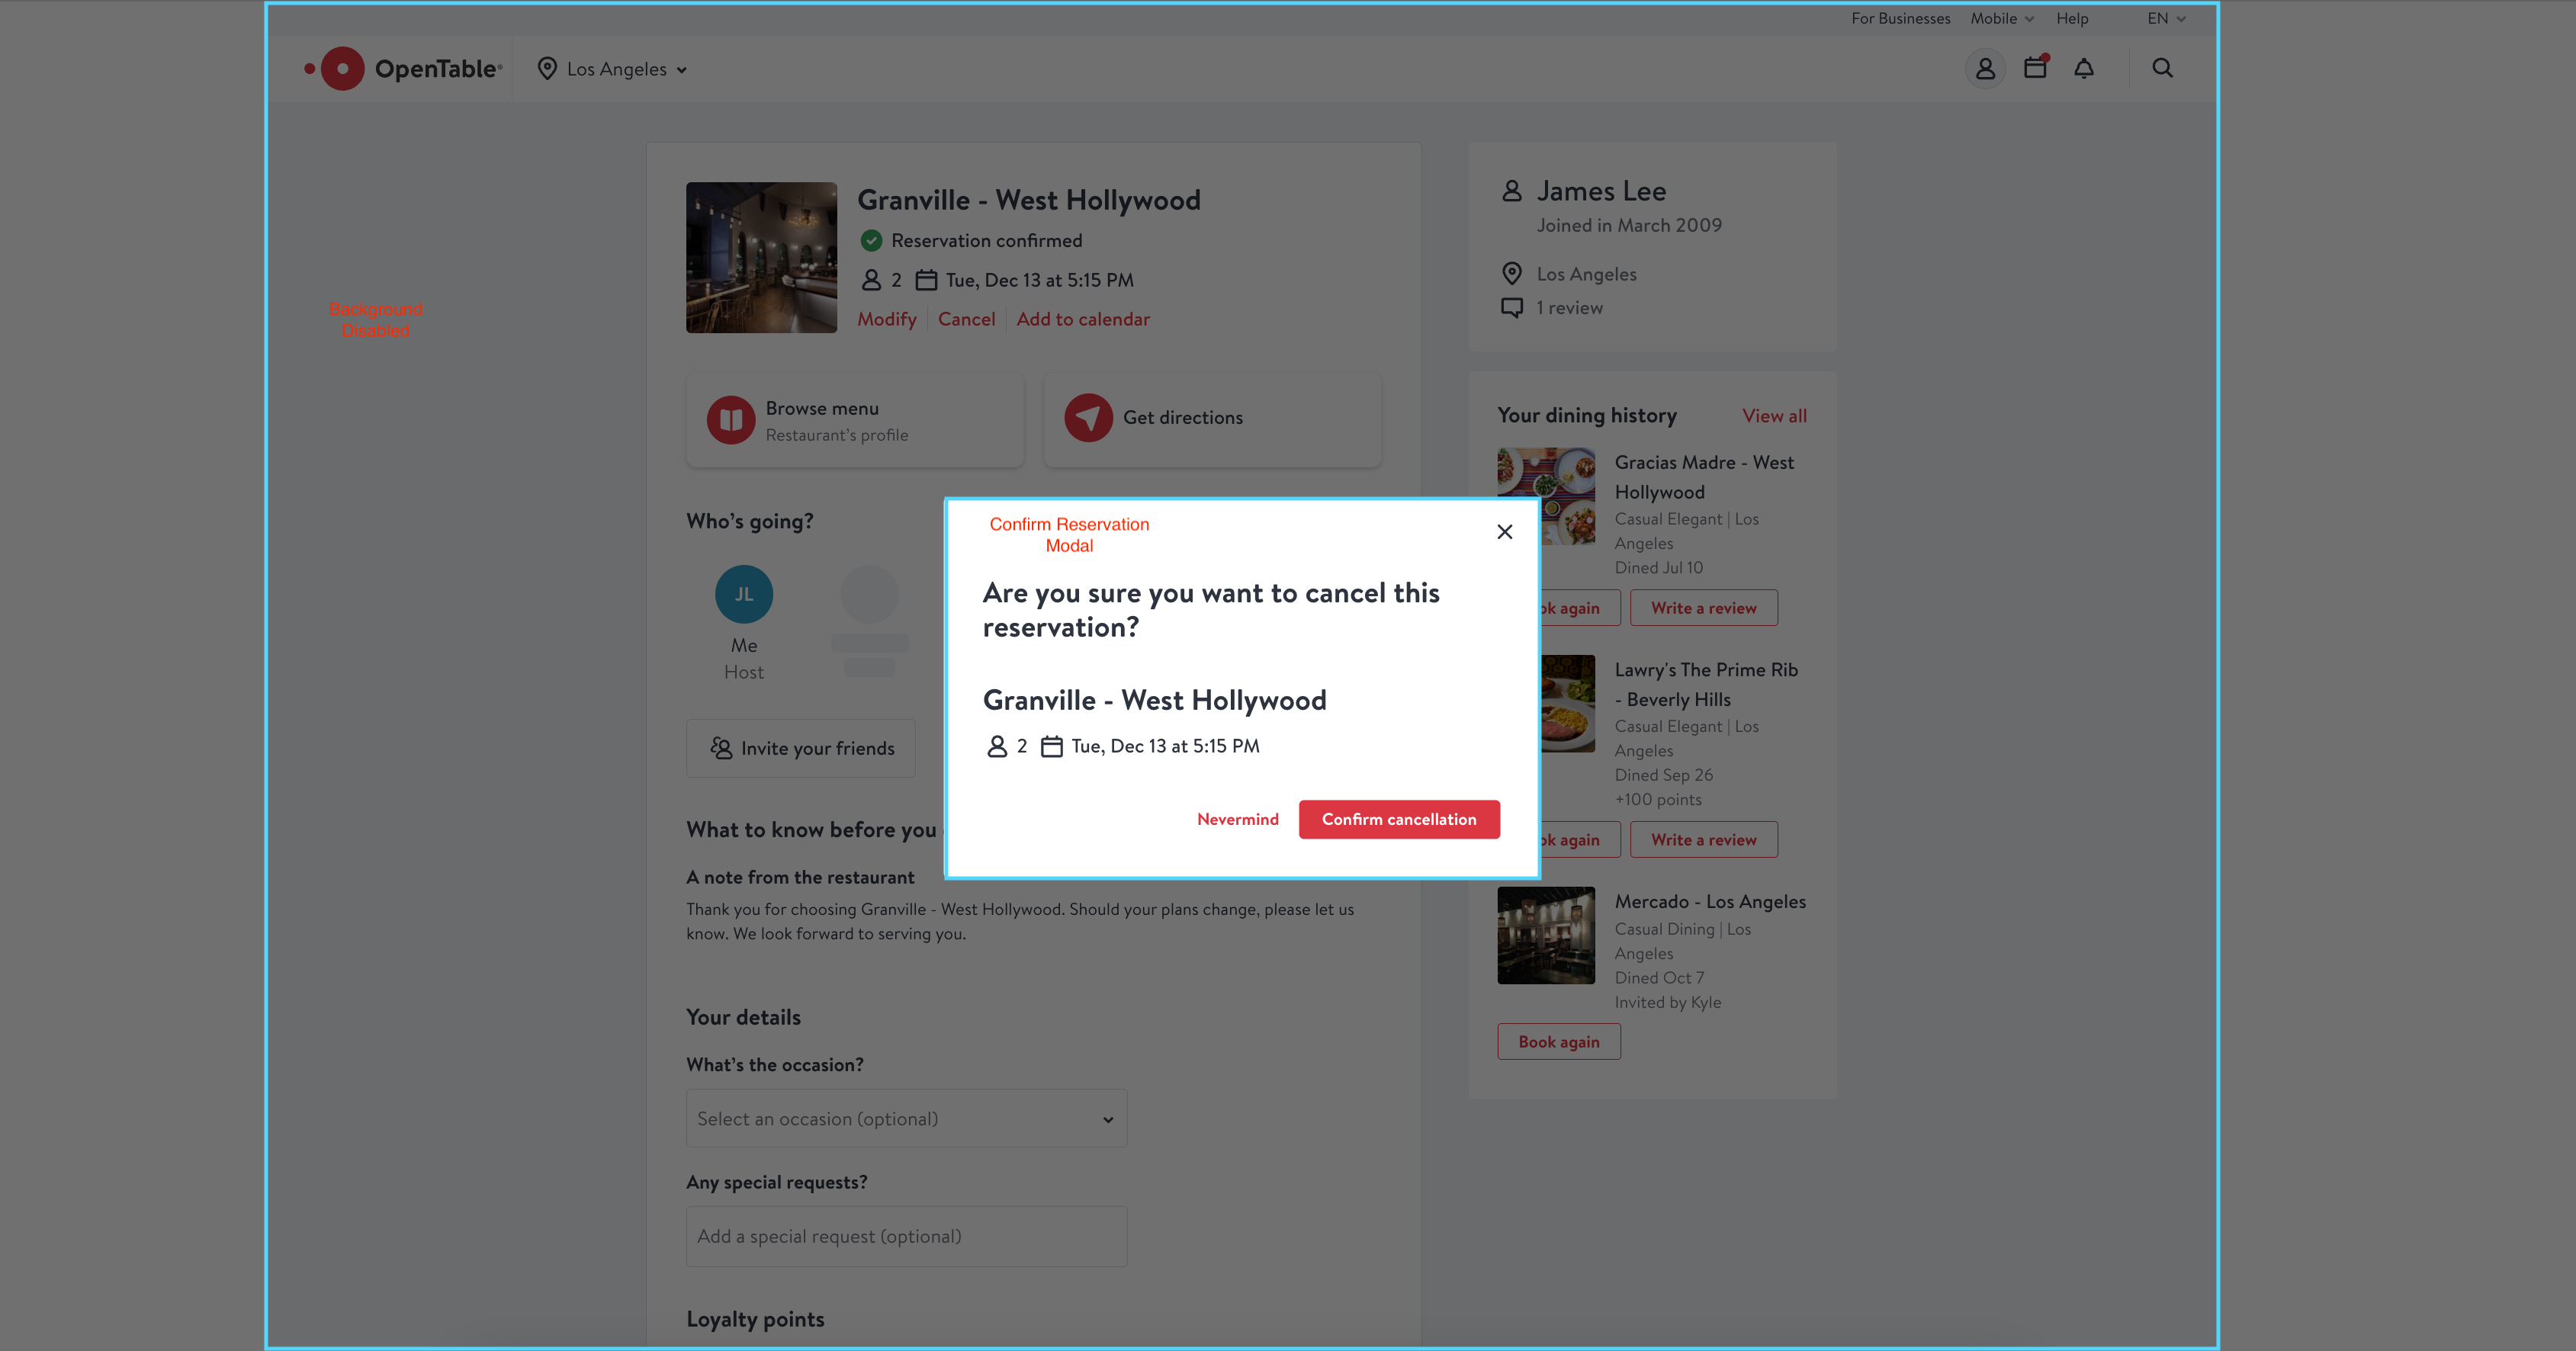 For Businesses Mobile Help EN
OpenTable®
Los Angeles
Background
Disabled
Granville - West Hollywood
Reservation confirmed
2 Tue, Dec 13 at 5:15 PM
Modify Cancel Add to calendar
Browse menu
Restaurant's profile
Get directions
Who's going?
JL
Me
Host
Invite your friends
What to know before you
A note from the restaurant
Thank you for choosing Granville - West Hollywood. Should your plans change, please let us
know. We look forward to serving you.
Your details
What's the occasion?
Select an occasion (optional)
Any special requests?
Add a special request (optional)
Loyalty points
Confirm Reservation
Modal
Are you sure you want to cancel this
reservation?
Granville - West Hollywood
2 Tue, Dec 13 at 5:15 PM
Nevermind Confirm cancellation
James Lee
Joined in March 2009
Los Angeles
1 review
Your dining history View all
Gracias Madre - West
Hollywood
Casual Elegant | Los
Angeles
Dined Jul 10
ok again Write a review
Lawry's The Prime Rib
- Beverly Hills
Casual Elegant | Los
Angeles
Dined Sep 26
+100 points
ok again Write a review
Mercado - Los Angeles
Casual Dining | Los
Angeles
Dined Oct 7
Invited by Kyle
Book again